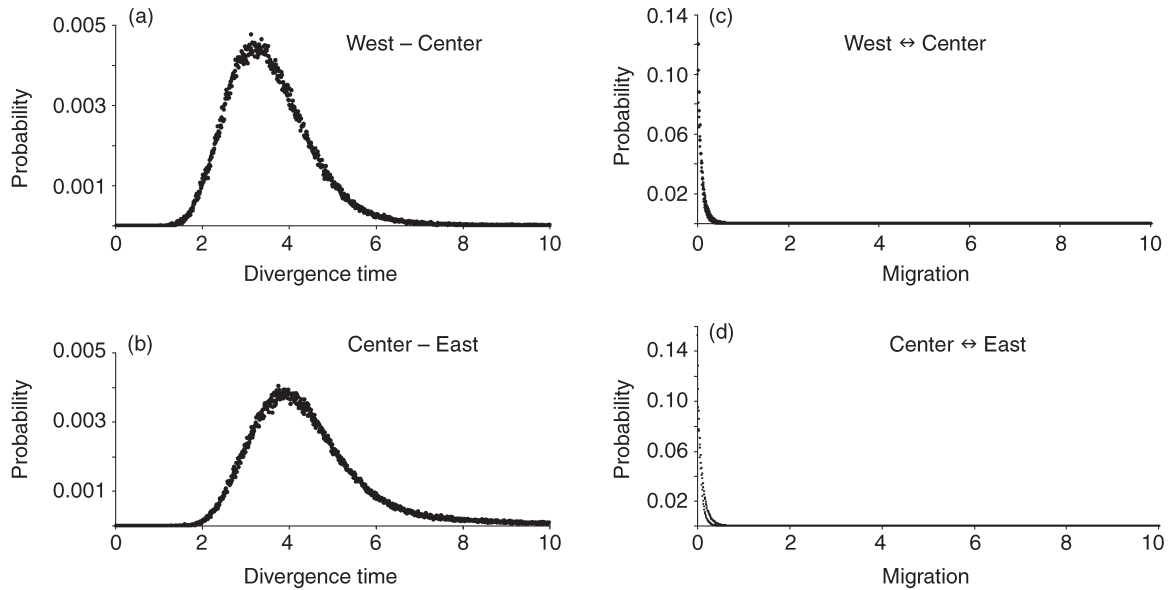 (a)
West – Center
Probability
0.005
0.003
0.001
0 2 4 6 8 10
Divergence time
(c)
West ↔ Center
Probability
0.14
0.10
0.06
0.02
0 2 4 6 8 10
Migration
(b)
Center – East
Probability
0.005
0.003
0.001
0 2 4 6 8 10
Divergence time
(d)
Center ↔ East
Probability
0.14
0.10
0.06
0.02
0 2 4 6 8 10
Migration